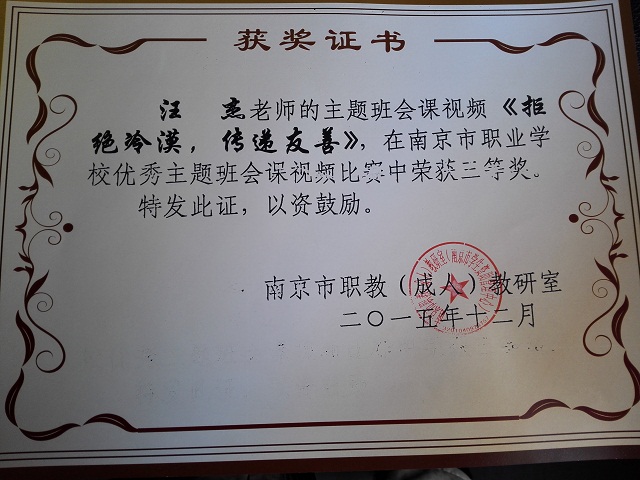 获奖证书
汪 杰老师的主题班会课视频《拒
绝冷漠，传递友善》，在南京市职业学
校优秀主题班会课视频比赛中荣获三等奖。
特发此证，以资鼓励。
南京市职教（成人）教研室
二〇一五年十二月